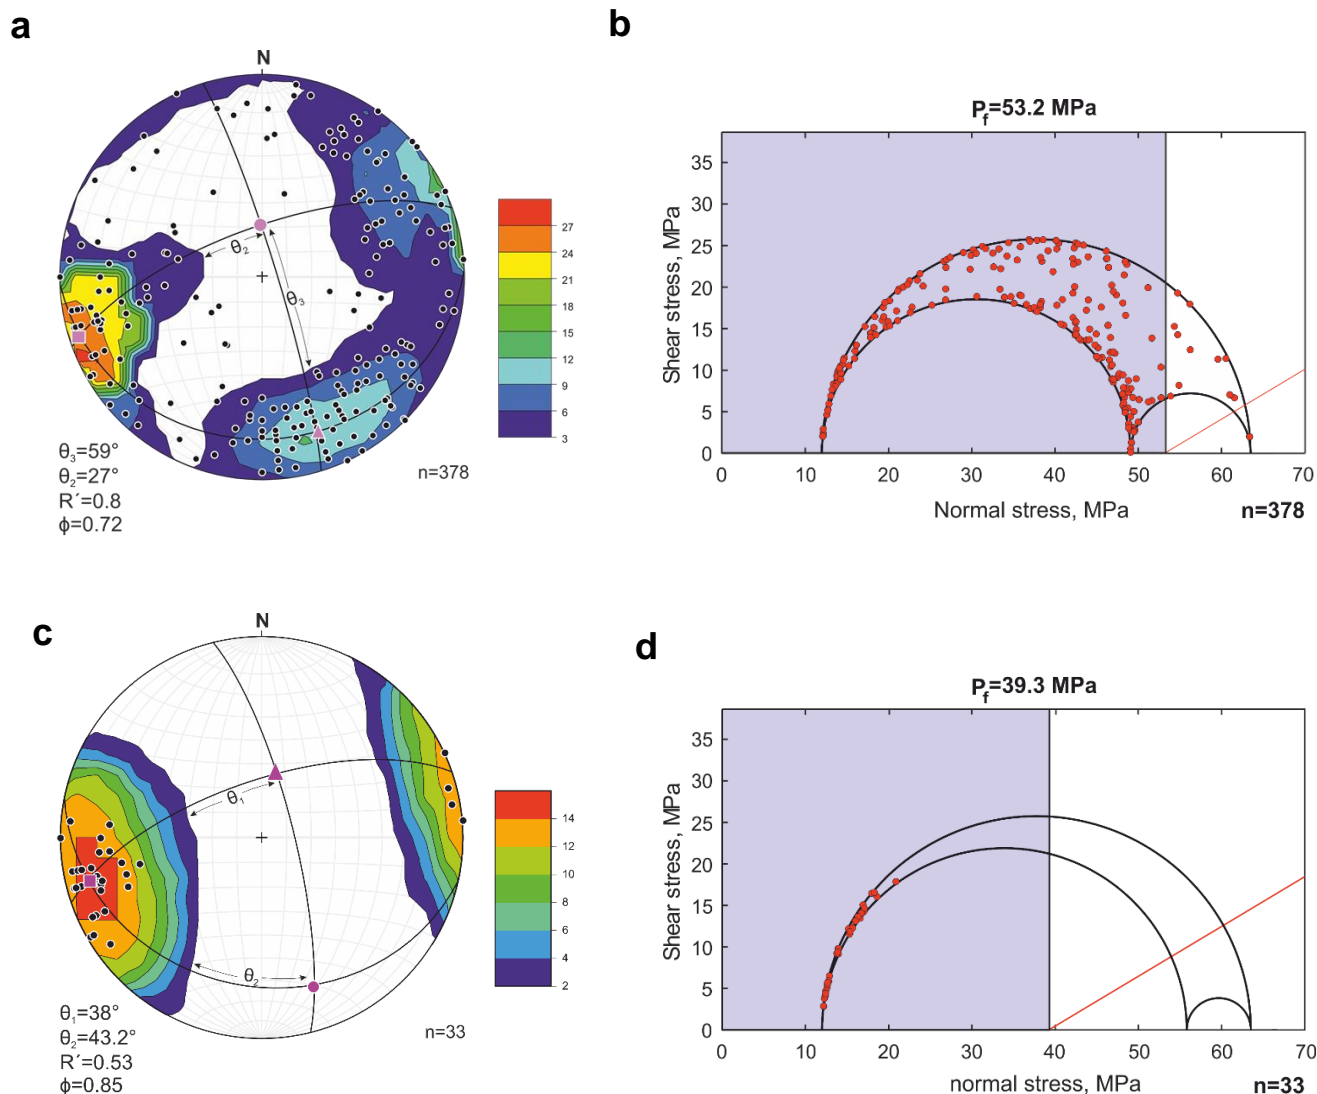 a
N
θ₂
θ₃
27
24
21
18
15
12
9
6
3
θ₃=59°
θ₂=27°
R´=0.8
ϕ=0.72
n=378
b
Pf=53.2 MPa
Shear stress, MPa
35
30
25
20
15
10
5
0
0 10 20 30 40 50 60 70
Normal stress, MPa
n=378
c
N
θ₁
θ₂
14
12
10
8
6
4
2
θ₁=38°
θ₂=43.2°
R´=0.53
ϕ=0.85
n=33
d
Pf=39.3 MPa
Shear stress, MPa
35
30
25
20
15
10
5
0
0 10 20 30 40 50 60 70
normal stress, MPa
n=33